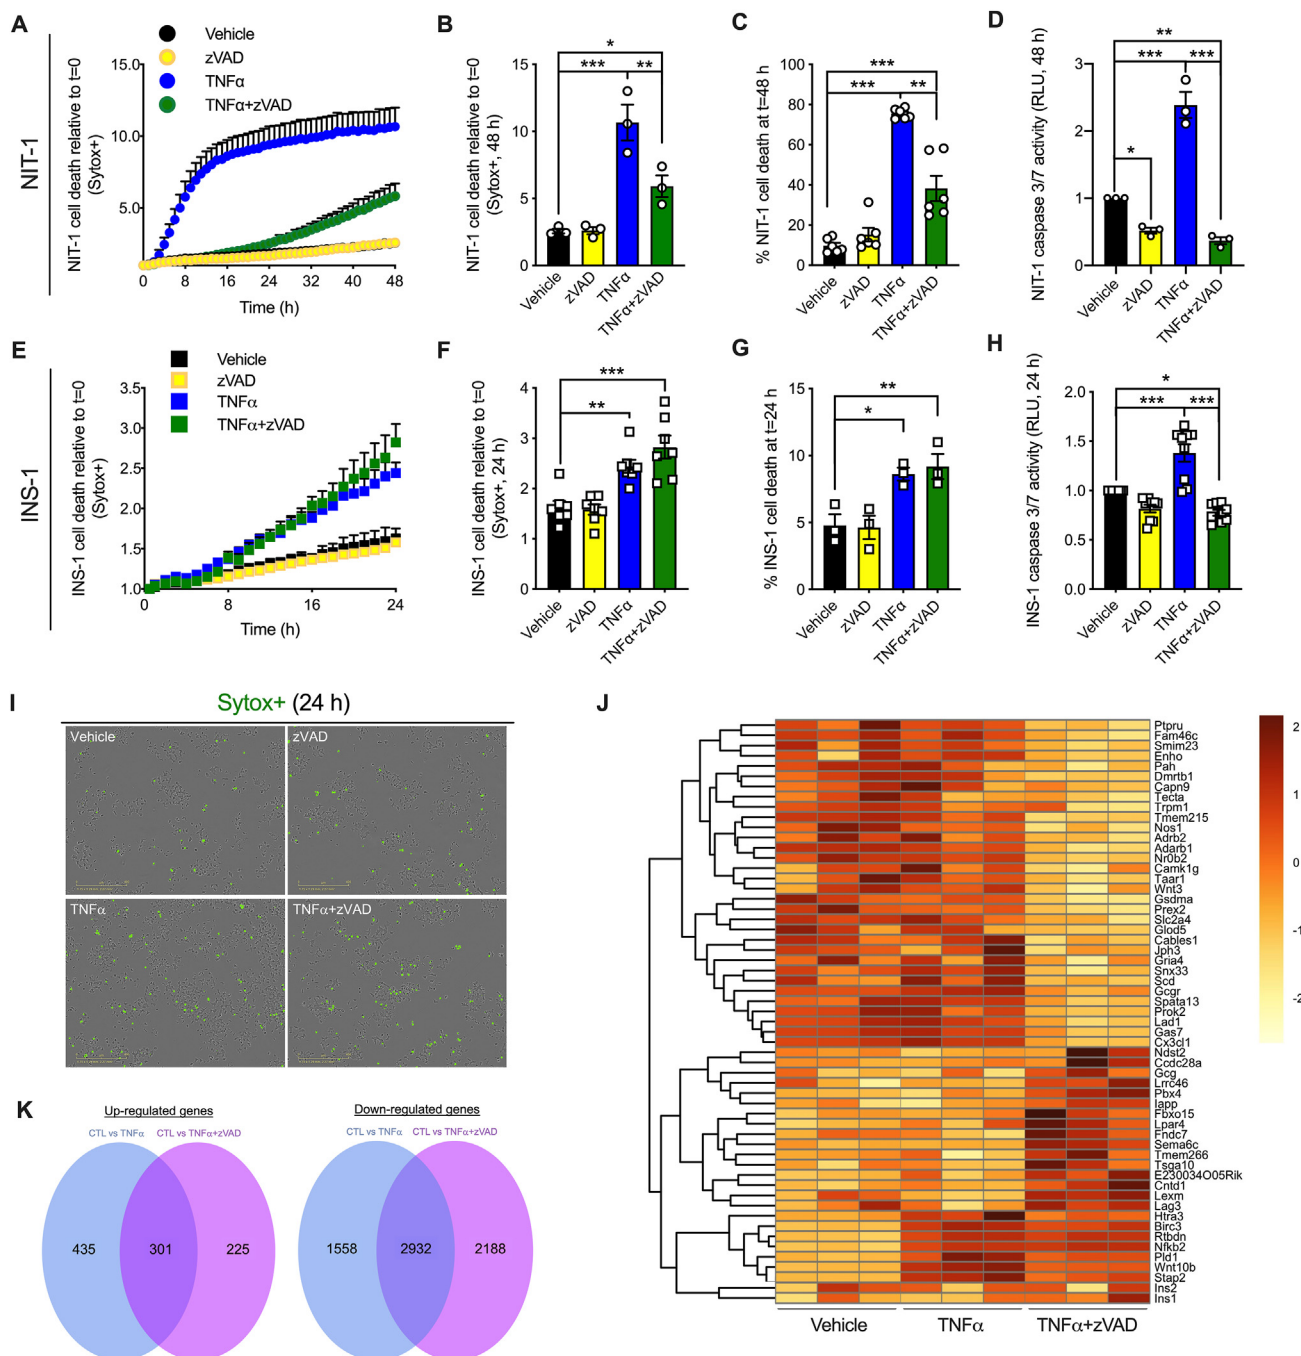 A
Vehicle
zVAD
TNFα
TNFα+zVAD
NIT-1
NIT-1 cell death relative to t=0
(Sytox+)
15.0
10.0
5.0
0 8 16 24 32 40 48
Time (h)
B
NIT-1 cell death relative to t=0
(Sytox+, 48 h)
15
10
5
0
*
*** **
Vehicle
zVAD
TNFα
TNFα+zVAD
C
% NIT-1 cell death at t=48 h
100
80
60
40
20
0
***
*** **
Vehicle
zVAD
TNFα
TNFα+zVAD
D
NIT-1 caspase 3/7 activity (RLU, 48 h)
3
2
1
0
**
*** ***
*
Vehicle
zVAD
TNFα
TNFα+zVAD
E
Vehicle
zVAD
TNFα
TNFα+zVAD
INS-1
INS-1 cell death relative to t=0
(Sytox+)
3.5
3.0
2.5
2.0
1.5
1.0
0 8 16 24
Time (h)
F
INS-1 cell death relative to t=0
(Sytox+, 24 h)
4
3
2
1
0
***
**
Vehicle
zVAD
TNFα
TNFα+zVAD
G
% INS-1 cell death at t=24 h
15
10
5
0
**
*
Vehicle
zVAD
TNFα
TNFα+zVAD
H
INS-1 caspase 3/7 activity (RLU, 24 h)
2.0
1.5
1.0
0.5
0.0
*
*** ***
Vehicle
zVAD
TNFα
TNFα+zVAD
I
Sytox+ (24 h)
Vehicle
zVAD
TNFα
TNFα+zVAD
J
Ptpru
Fam46c
Smim23
Enho
Pah
Dmrtb1
Capn9
Tecta
Trpm1
Tmem215
Nos1
Adrb2
Adarb1
Nr0b2
Camk1g
Taar1
Wnt3
Gsdma
Prex2
Slc2a4
Glod5
Cables1
Jph3
Gria4
Snx33
Scd
Gcgr
Spata13
Prok2
Lad1
Gas7
Cx3cl1
Ndst2
Ccdc28a
Gcg
Lrrc46
Pbx4
Iapp
Fbxo15
Lpar4
Fndc7
Sema6c
Tmem266
Tsga10
E230034O05Rik
Cntd1
Lexm
Lag3
Htra3
Birc3
Rtbdn
Nfkb2
Pld1
Wnt10b
Stap2
Ins2
Ins1
2
1
0
-1
-2
Vehicle TNFα TNFα+zVAD
K
Up-regulated genes
CTL vs TNFα CTL vs TNFα+zVAD
435 301 225
Down-regulated genes
CTL vs TNFα CTL vs TNFα+zVAD
1558 2932 2188